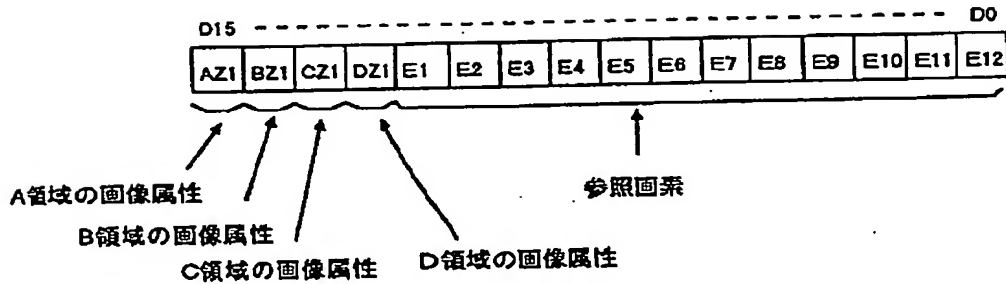 D15 D0
AZ1 BZ1 CZ1 DZ1 E1 E2 E3 E4 E5 E6 E7 E8 E9 E10 E11 E12
A領域の画像属性
参照画素
B領域の画像属性
C領域の画像属性
D領域の画像属性